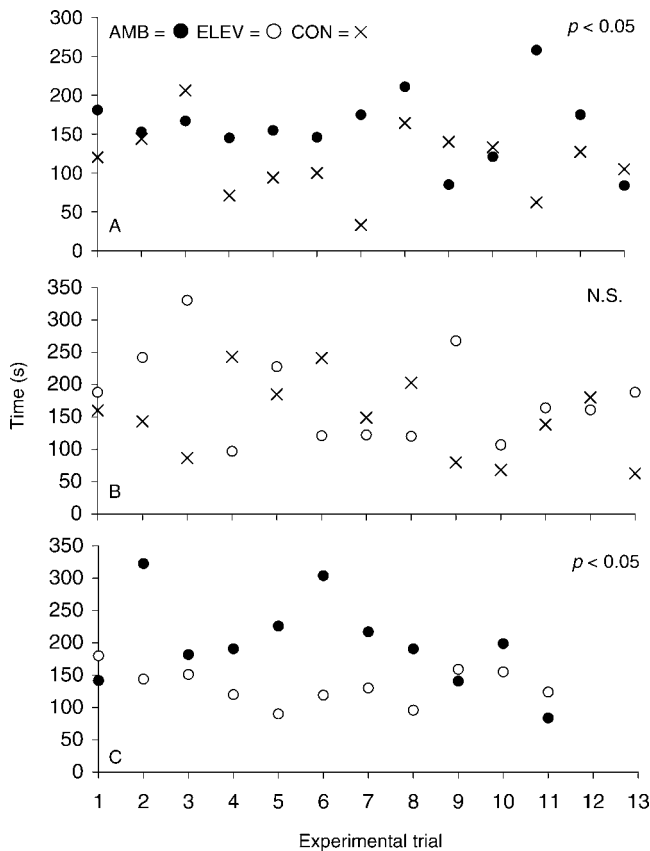 AMB = ● ELEV = ○ CON = ×
p < 0.05
300
250
200
150
100
50
0
A
N.S.
350
300
250
200
150
100
50
0
B
Time (s)
p < 0.05
350
300
250
200
150
100
50
0
C
1 2 3 4 5 6 7 8 9 10 11 12 13
Experimental trial